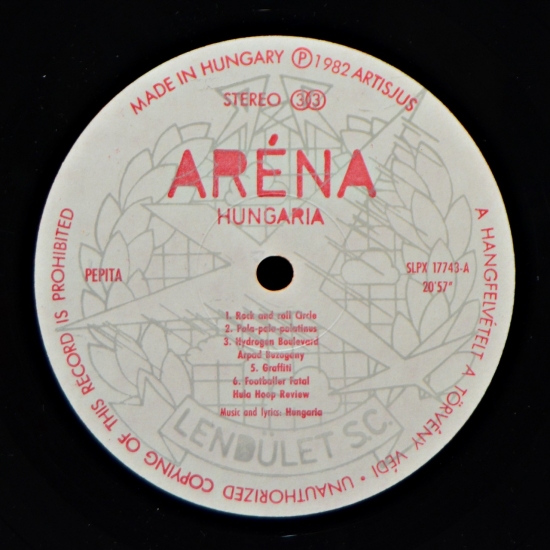 MADE IN HUNGARY Ⓟ 1982 ARTISJUS
STEREO 33
ARÉNA
HUNGARIA
PEPITA
SLPX 17743-A
20'57"
1. Rock and roll Circle
2. Pala-pala-palatinus
3. Hydrogen Boulevard
Árpád Buzogány
5. Graffiti
6. Footballer Fatal
Hula Hoop Review
Music and lyrics: Hungaria
LENDÜLET S.C.
A HANGFELVÉTELT A TÖRVÉNY VÉDI • UNAUTHORIZED COPYING OF THIS RECORD IS PROHIBITED